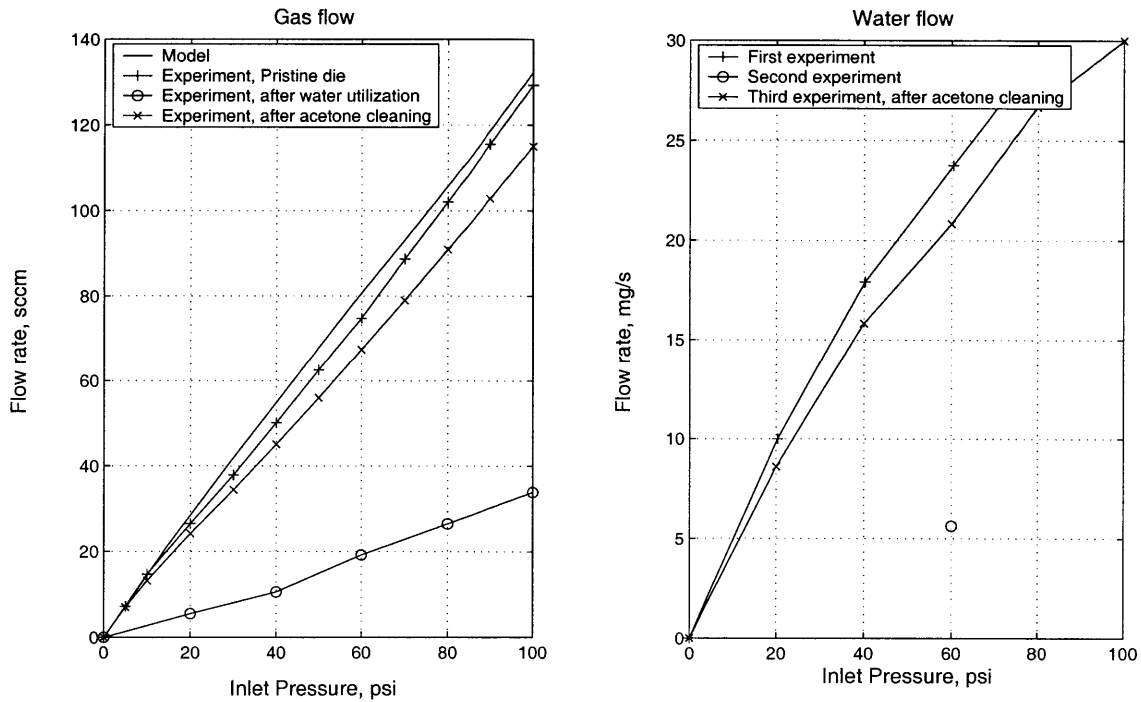 Gas flow
140
120
100
80
60
40
20
0
0
20
40
60
80
100
Flow rate, sccm
Inlet Pressure, psi
Model
Experiment, Pristine die
Experiment, after water utilization
Experiment, after acetone cleaning
Water flow
30
25
20
15
10
5
0
0
20
40
60
80
100
Flow rate, mg/s
Inlet Pressure, psi
First experiment
Second experiment
Third experiment, after acetone cleaning